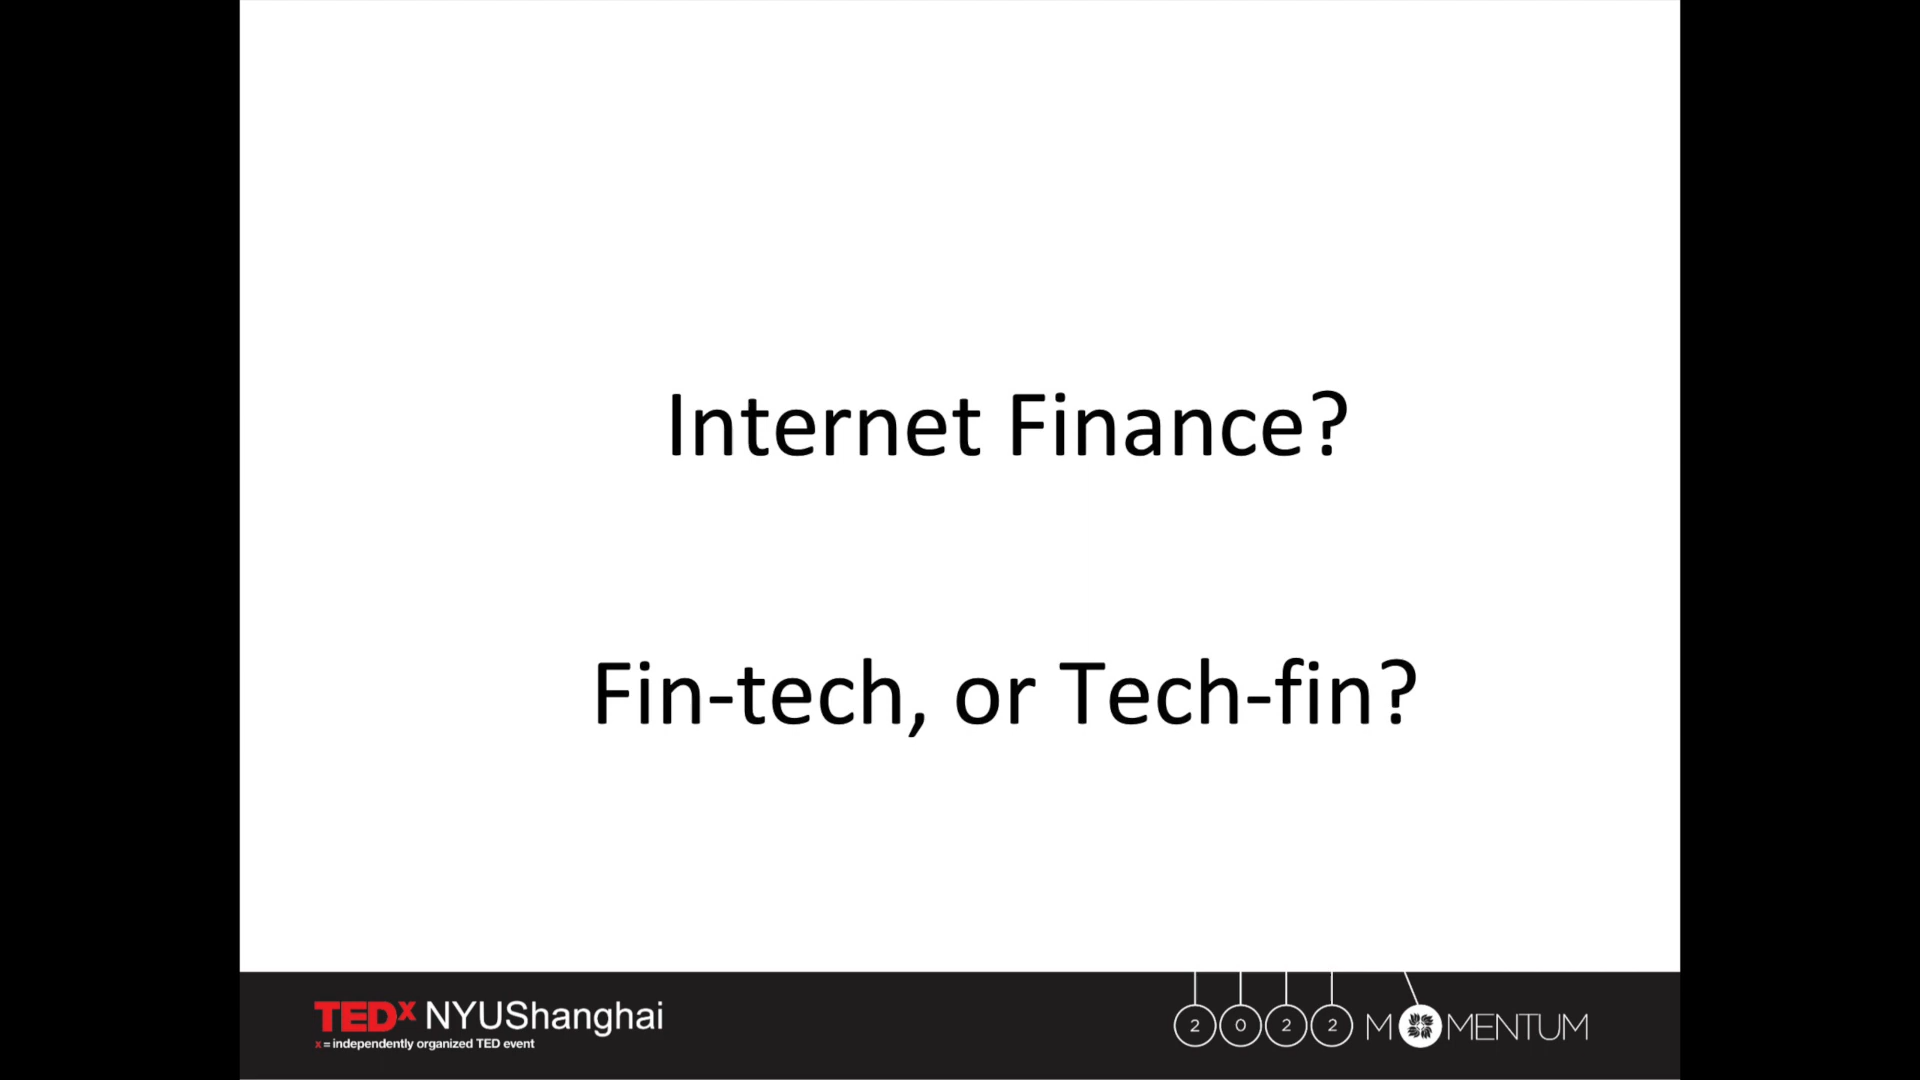 Internet Finance?
Fin-tech, or Tech-fin?
TEDx NYUShanghai
x = independently organized TED event
2022 MOMENTUM